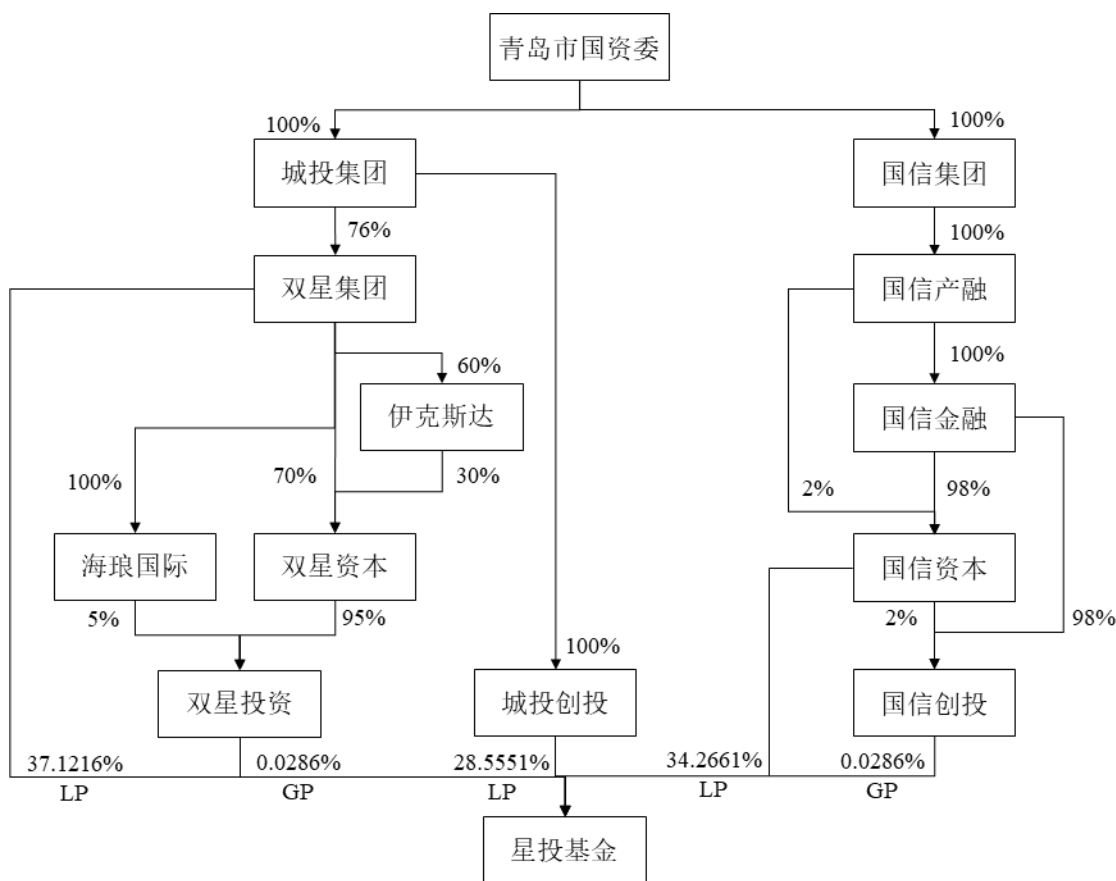 青岛市国资委
100%
100%
城投集团
国信集团
76%
100%
双星集团
国信产融
60%
100%
伊克斯达
国信金融
100%
70%
30%
2%
98%
海琅国际
双星资本
国信资本
5%
95%
2%
98%
100%
双星投资
城投创投
国信创投
37.1216%
0.0286%
28.5551%
34.2661%
0.0286%
LP
GP
LP
LP
GP
星投基金